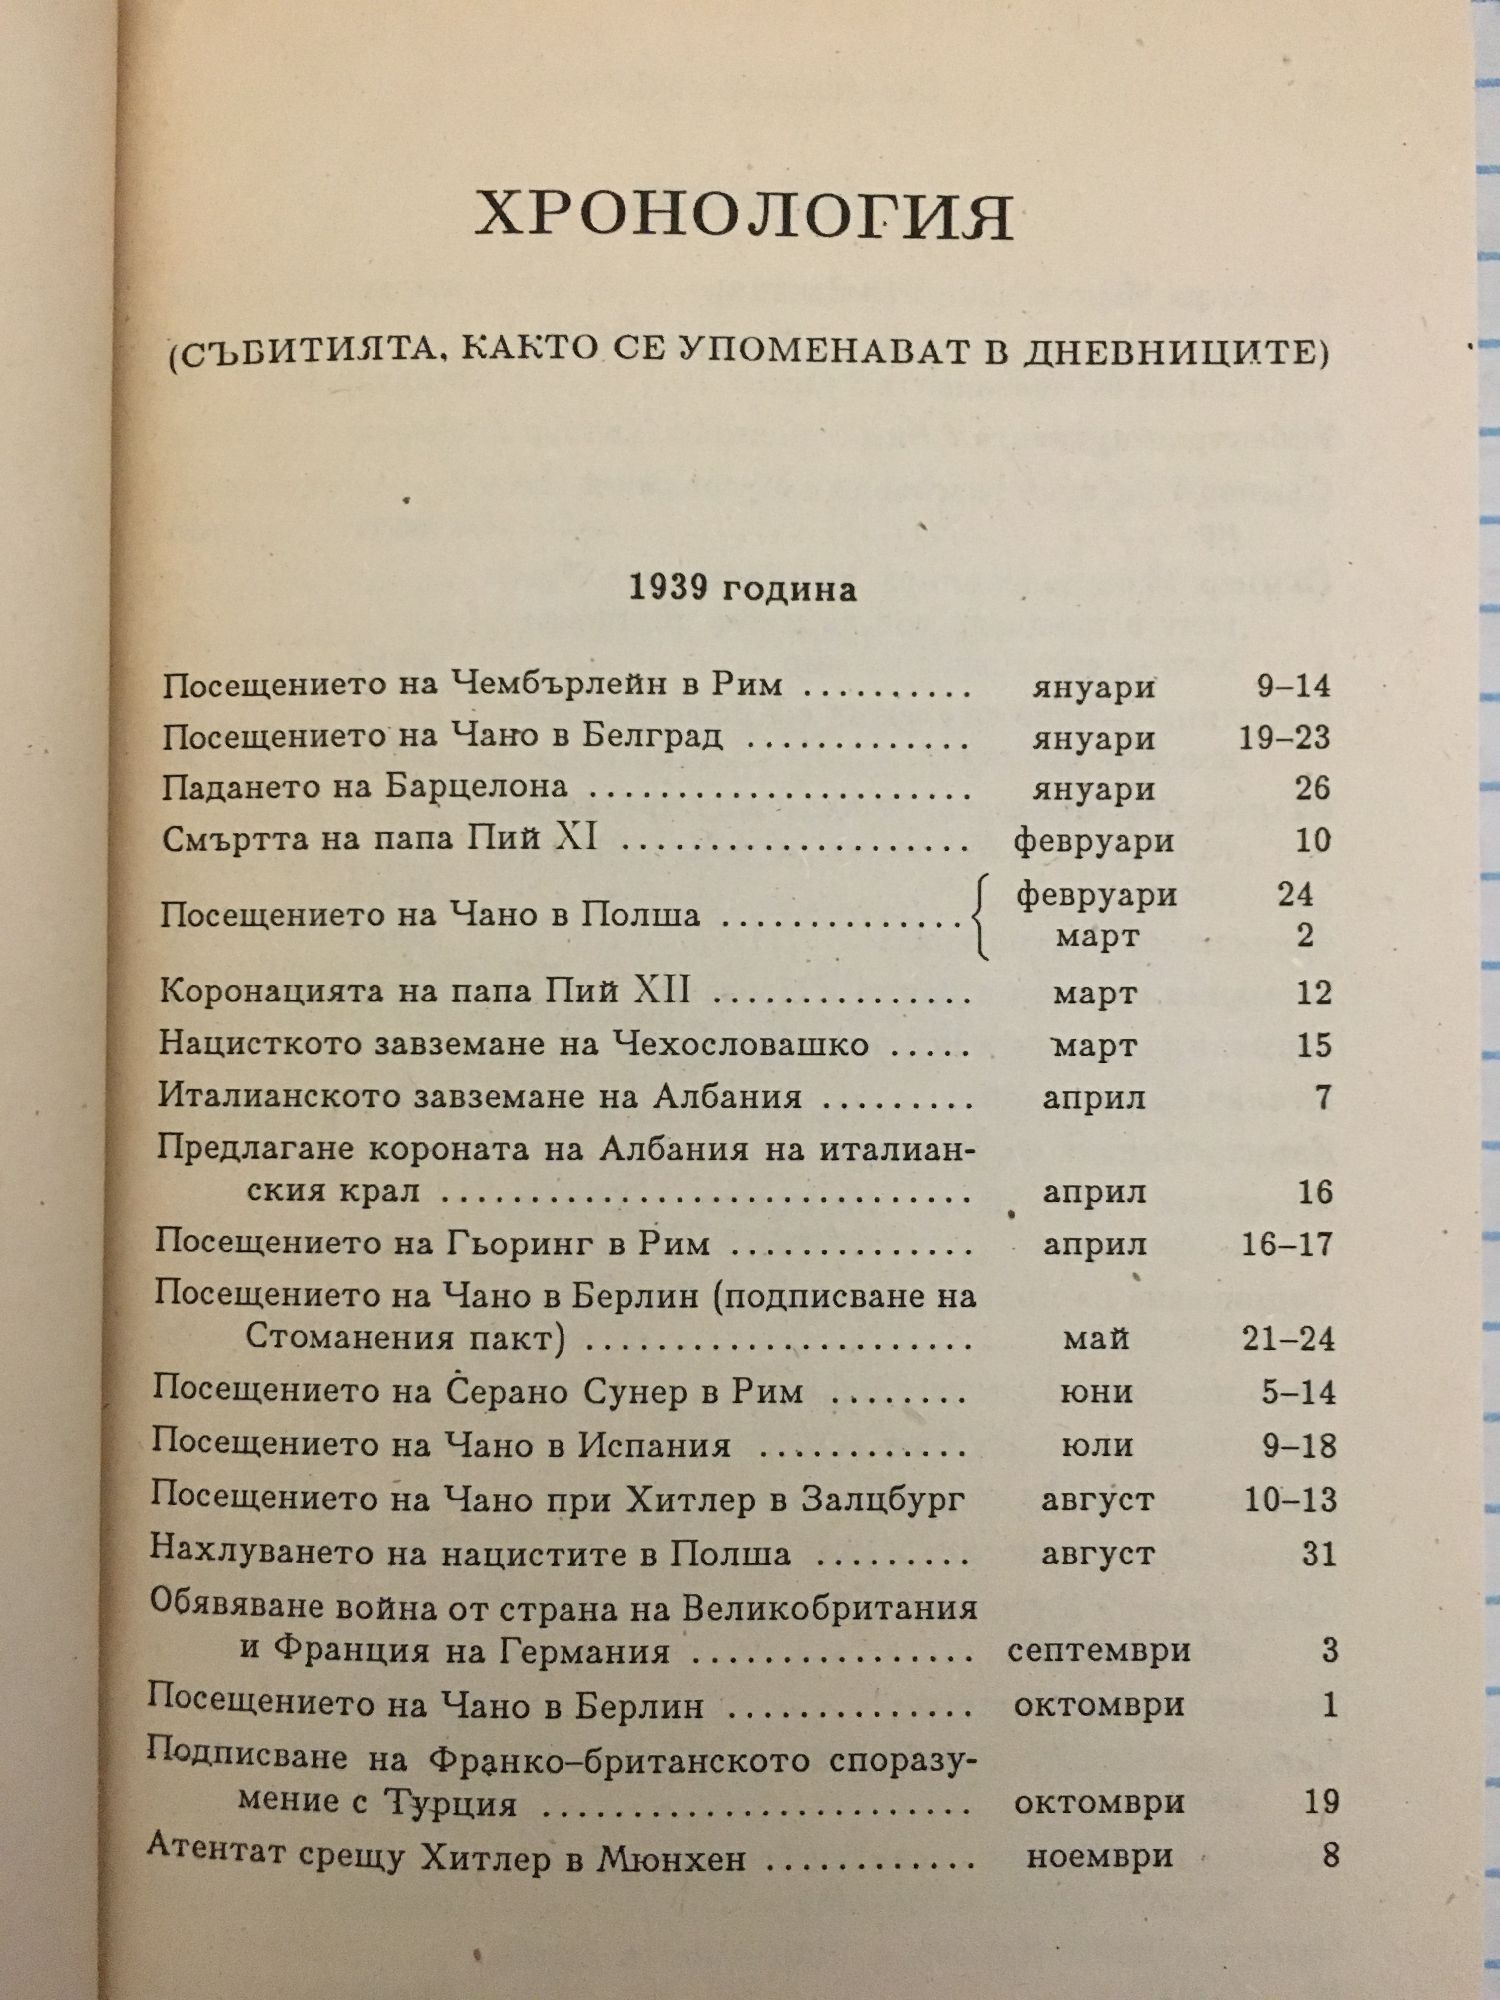 ХРОНОЛОГИЯ
(СЪБИТИЯТА, КАКТО СЕ УПОМЕНАВАТ В ДНЕВНИЦИТЕ)
1939 година
Посещението на Чембърлейн в Рим .......... януари 9–14
Посещението на Чано в Белград ............. януари 19–23
Падането на Барцелона ...................... януари 26
Смъртта на папа Пий XI .................... февруари 10
Посещението на Чано в Полша .............. { февруари 24
март 2
Коронацията на папа Пий XII ............... март 12
Нацисткото завземане на Чехословашко ..... март 15
Италианското завземане на Албания ......... април 7
Предлагане короната на Албания на италиан-
ския крал .............................. април 16
Посещението на Гьоринг в Рим .............. април 16–17
Посещението на Чано в Берлин (подписване на
Стоманения пакт) ...................... май 21–24
Посещението на Серано Сунер в Рим ........ юни 5–14
Посещението на Чано в Испания ............ юли 9–18
Посещението на Чано при Хитлер в Залцбург август 10–13
Нахлуването на нацистите в Полша ......... август 31
Обявяване война от страна на Великобритания
и Франция на Германия ................ септември 3
Посещението на Чано в Берлин .............. октомври 1
Подписване на Франко–британското споразу-
мение с Турция ......................... октомври 19
Атентат срещу Хитлер в Мюнхен ............ ноември 8